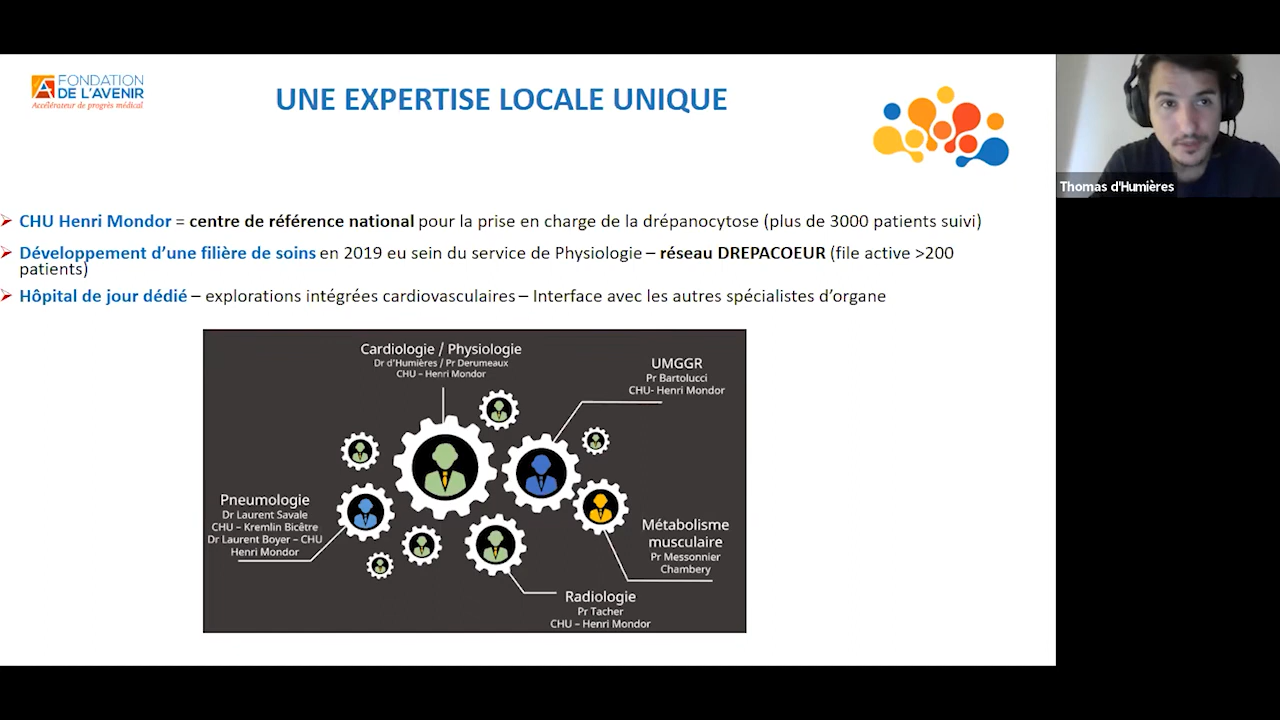 FONDATION
DE L'AVENIR
Accélérateur de progrès médical
UNE EXPERTISE LOCALE UNIQUE
Thomas d'Humières
CHU Henri Mondor = centre de référence national pour la prise en charge de la drépanocytose (plus de 3000 patients suivi)
Développement d’une filière de soins en 2019 eu sein du service de Physiologie – réseau DREPACOEUR (file active >200
patients)
Hôpital de jour dédié – explorations intégrées cardiovasculaires – Interface avec les autres spécialistes d’organe
Cardiologie / Physiologie
Dr d’Humières / Pr Derumeaux
CHU – Henri Mondor
UMGGR
Pr Bartolucci
CHU- Henri Mondor
Pneumologie
Dr Laurent Savale
CHU – Kremlin Bicêtre
Dr Laurent Boyer – CHU
Henri Mondor
Métabolisme
musculaire
Pr Messonnier
Chambery
Radiologie
Pr Tacher
CHU – Henri Mondor